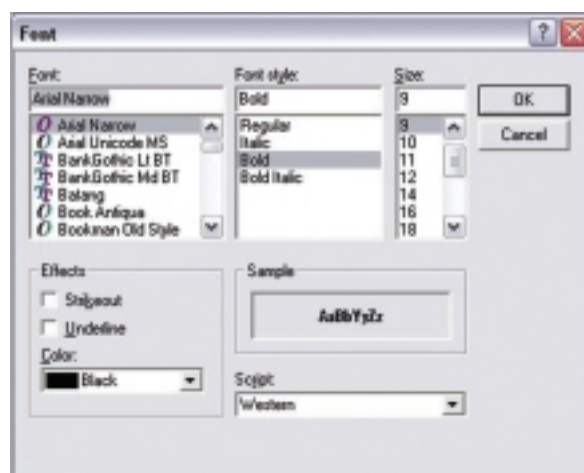 Font
Font:
Arial Narrow
Arial Narrow
Arial Unicode MS
BankGothic Lt BT
BankGothic Md BT
Batang
Book Antiqua
Bookman Old Style
Font style:
Bold
Regular
Italic
Bold
Bold Italic
Size:
9
9
10
11
12
14
16
18
OK
Cancel
Effects
Strikeout
Underline
Color:
Black
Sample
AaBbYyZz
Script:
Western